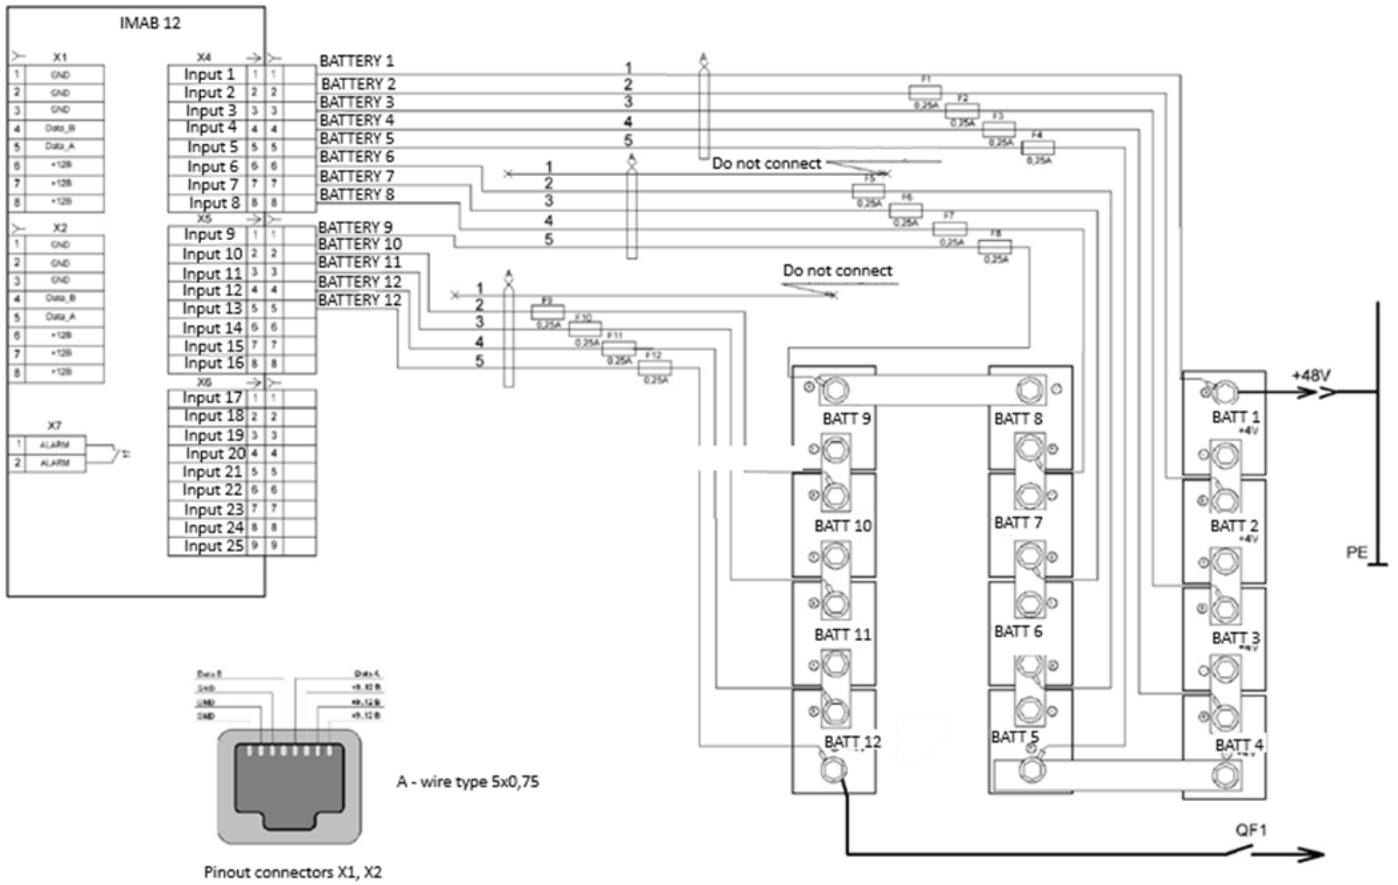 IMAB 12
X1
1 GND
2 GND
3 GND
4 Data_B
5 Data_A
6 +12B
7 +12B
8 +12B
X2
1 GND
2 GND
3 GND
4 Data_B
5 Data_A
6 +12B
7 +12B
8 +12B
X7
1 ALARM
2 ALARM
X4
Input 1 1 1 BATTERY 1
Input 2 2 2 BATTERY 2
Input 3 3 3 BATTERY 3
Input 4 4 4 BATTERY 4
Input 5 5 5 BATTERY 5
Input 6 6 6 BATTERY 6
Input 7 7 7 BATTERY 7
Input 8 8 8 BATTERY 8
X5
Input 9 1 1 BATTERY 9
Input 10 2 2 BATTERY 10
Input 11 3 3 BATTERY 11
Input 12 4 4 BATTERY 12
Input 13 5 5 BATTERY 12
Input 14 6 6
Input 15 7 7
Input 16 8 8
X6
Input 17 1 1
Input 18 2 2
Input 19 3 3
Input 20 4 4
Input 21 5 5
Input 22 6 6
Input 23 7 7
Input 24 8 8
Input 25 9 9
A
1
2
3
4
5
F1
0,25A
F2
0,25A
F3
0,25A
F4
0,25A
A
Do not connect
1
2
3
4
5
F5
0,25A
F6
0,25A
F7
0,25A
F8
0,25A
A
Do not connect
1
2
3
4
5
F9
0,25A
F10
0,25A
F11
0,25A
F12
0,25A
BATT 9
BATT 10
BATT 11
BATT 12
BATT 8
BATT 7
BATT 6
BATT 5
BATT 1
+4V
BATT 2
+4V
BATT 3
BATT 4
+48V
PE
QF1
Data B
GND
GND
GND
Data A
+9..12 B
+9..12 B
+9..12 B
A - wire type 5x0,75
Pinout connectors X1, X2